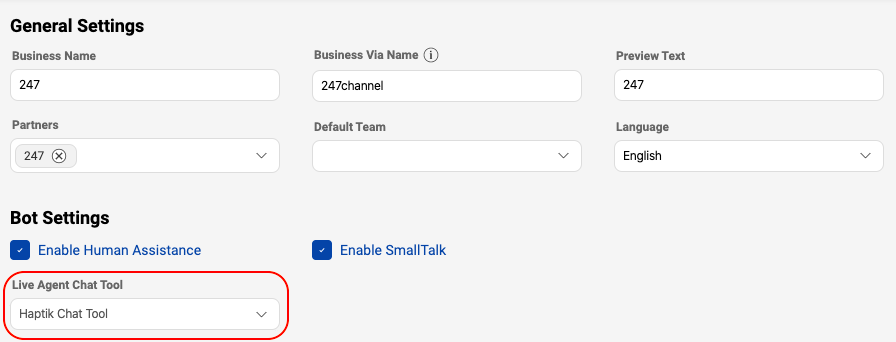 General Settings
Business Name
Business Via Name
Preview Text
247
247channel
247
Partners
Default Team
Language
247
English
Bot Settings
Enable Human Assistance
Enable SmallTalk
Live Agent Chat Tool
Haptik Chat Tool